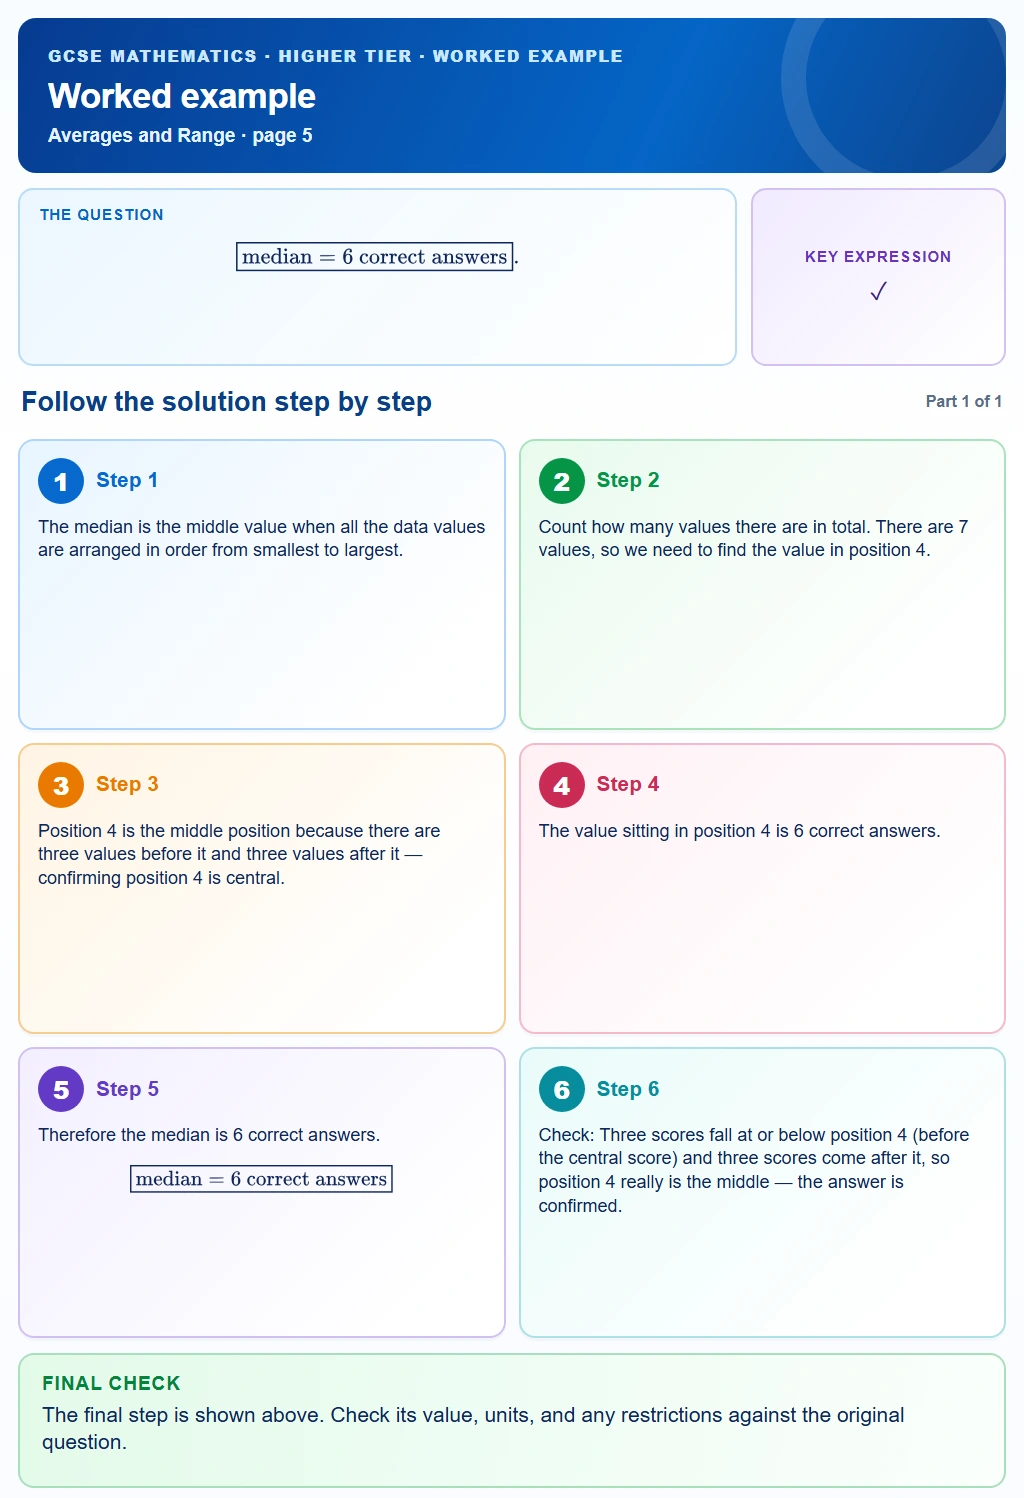 GCSE MATHEMATICS · HIGHER TIER · WORKED EXAMPLE
Worked example
Averages and Range · page 5
THE QUESTION
median = 6 correct answers.
KEY EXPRESSION
✓
Follow the solution step by step
Part 1 of 1
1 Step 1
The median is the middle value when all the data values
are arranged in order from smallest to largest.
2 Step 2
Count how many values there are in total. There are 7
values, so we need to find the value in position 4.
3 Step 3
Position 4 is the middle position because there are
three values before it and three values after it —
confirming position 4 is central.
4 Step 4
The value sitting in position 4 is 6 correct answers.
5 Step 5
Therefore the median is 6 correct answers.
median = 6 correct answers
6 Step 6
Check: Three scores fall at or below position 4 (before
the central score) and three scores come after it, so
position 4 really is the middle — the answer is
confirmed.
FINAL CHECK
The final step is shown above. Check its value, units, and any restrictions against the original
question.